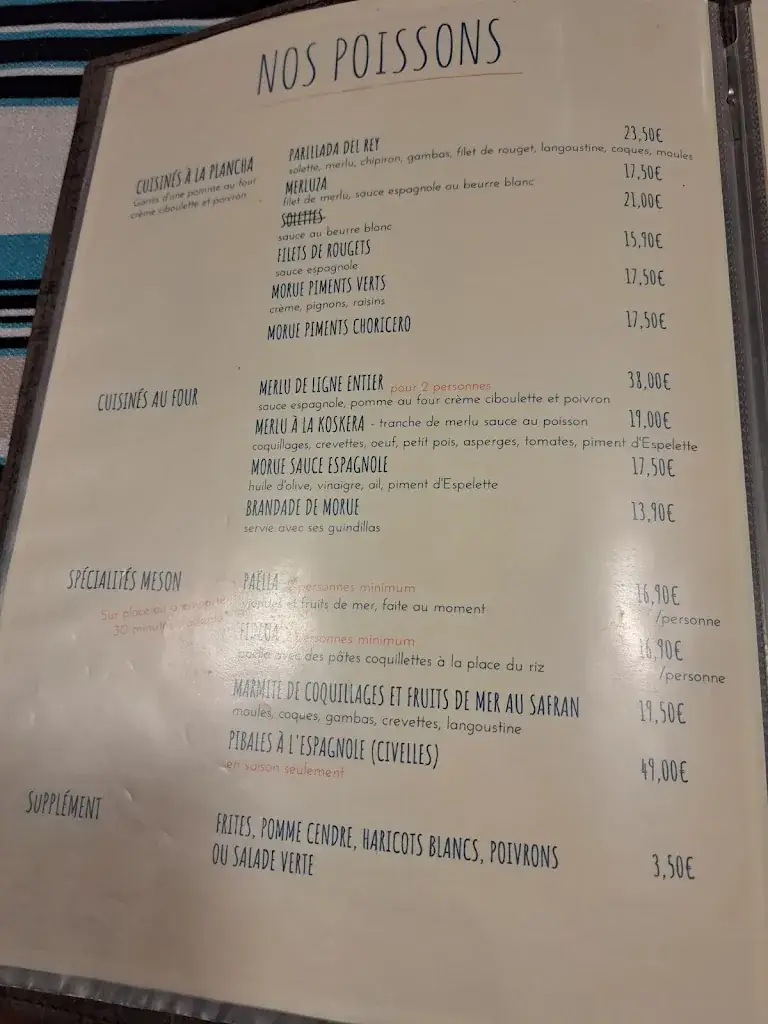 NOS POISSONS
CUISINÉS À LA PLANCHA
Garnis d'une pomme au four
crème ciboulette et poivron
PARILLADA DEL REY 23,50€
solette, merlu, chipiron, gambas, filet de rouget, langoustine, coques, moules
MERLUZA 17,50€
filet de merlu, sauce espagnole au beurre blanc
SOLETTES 21,00€
sauce au beurre blanc
FILETS DE ROUGETS 15,90€
sauce espagnole
MORUE PIMENTS VERTS 17,50€
crème, pignons, raisins
MORUE PIMENTS CHORICERO 17,50€
CUISINÉS AU FOUR
MERLU DE LIGNE ENTIER pour 2 personnes 38,00€
sauce espagnole, pomme au four crème ciboulette et poivron
MERLU À LA KOSKERA - tranche de merlu sauce au poisson 19,00€
coquillages, crevettes, oeuf, petit pois, asperges, tomates, piment d'Espelette
MORUE SAUCE ESPAGNOLE 17,50€
huile d'olive, vinaigre, ail, piment d'Espelette
BRANDADE DE MORUE 13,90€
servie avec ses guindillas
SPÉCIALITÉS MESON
Sur place ou à emporter
30 minutes
PAËLLA 2 personnes minimum 16,90€
viandes et fruits de mer, faite au moment /personne
personnes minimum 16,90€
paëlla avec des pâtes coquillettes à la place du riz /personne
MARMITE DE COQUILLAGES ET FRUITS DE MER AU SAFRAN 19,50€
moules, coques, gambas, crevettes, langoustine
PIBALES À L'ESPAGNOLE (CIVELLES) 49,00€
en saison seulement
SUPPLÉMENT
FRITES, POMME CENDRE, HARICOTS BLANCS, POIVRONS
OU SALADE VERTE 3,50€